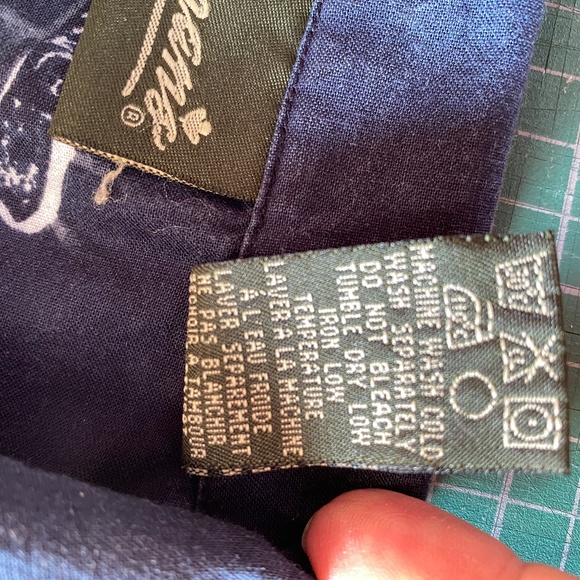 ®
MACHINE WASH COLD
WASH SEPARATELY
DO NOT BLEACH
TUMBLE DRY LOW
IRON LOW
TEMPERATURE
LAVER A LA MACHINE
A L EAU FROIDE
LAVER SEPAREMENT
NE PAS BLANCHIR